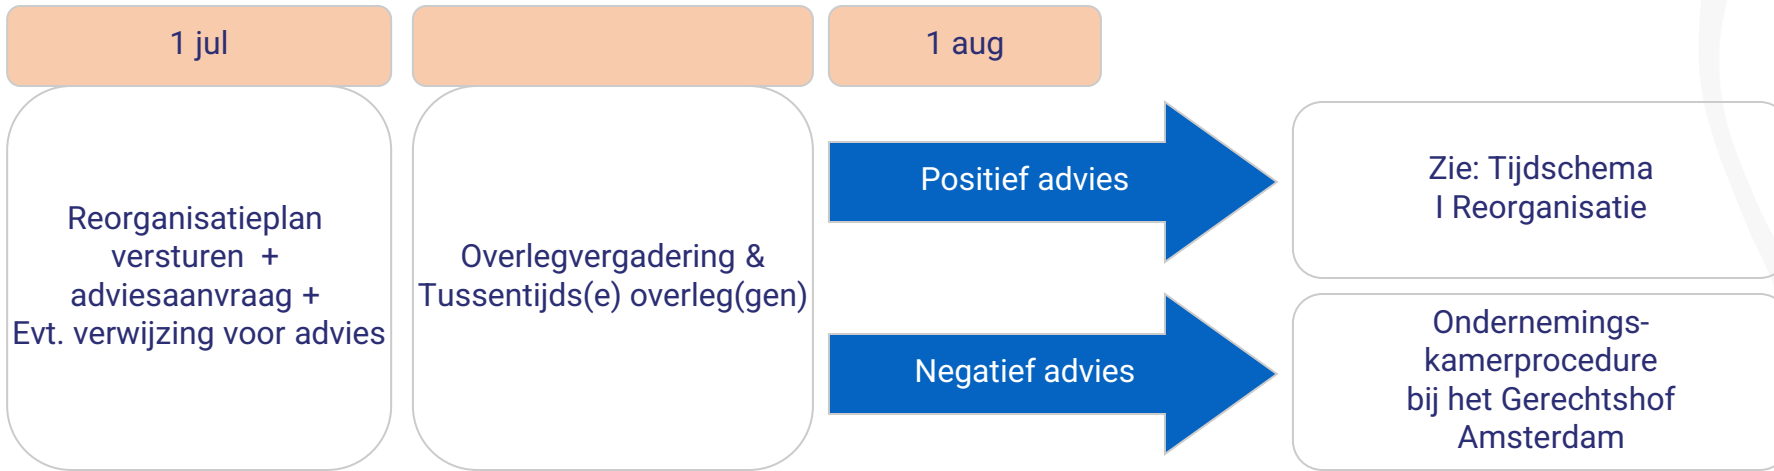 1 jul
1 aug
Reorganisatieplan
versturen +
adviesaanvraag +
Evt. verwijzing voor advies
Overlegvergadering &
Tussentijds(e) overleg(gen)
Positief advies
Zie: Tijdschema
I Reorganisatie
Negatief advies
Ondernemings-
kamerprocedure
bij het Gerechtshof
Amsterdam